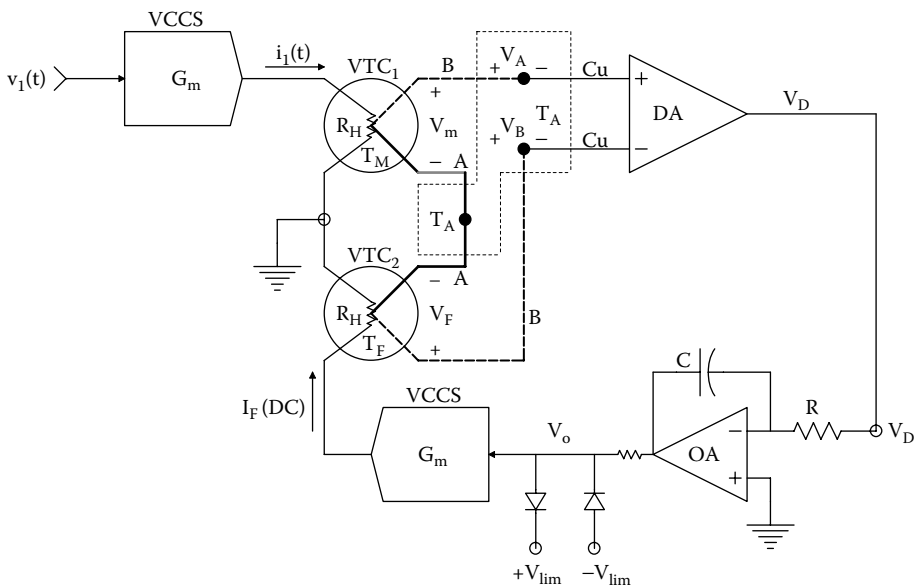 VCCS
v1(t)
Gm
i1(t)
VTC1
B
+
VA
+ −
Cu
RH
TM
Vm
− A
VB
+ −
Cu
TA
+
DA
−
VD
TA
VTC2
− A
RH
TF
VF
+
B
IF (DC)
VCCS
Gm
Vo
C
R
−
OA
+
VD
+Vlim
−Vlim